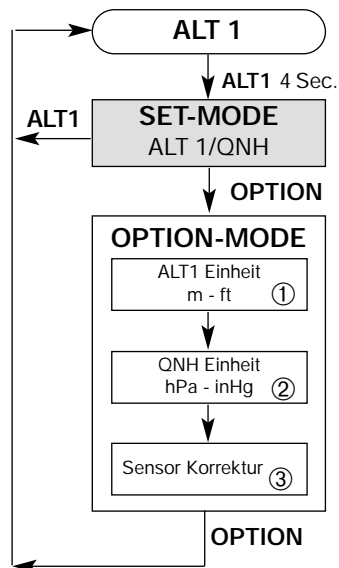 ALT 1
ALT1 4 Sec.
ALT1
SET-MODE
ALT 1/QNH
OPTION
OPTION-MODE
ALT1 Einheit
m - ft ①
QNH Einheit
hPa - inHg ②
Sensor Korrektur ③
OPTION